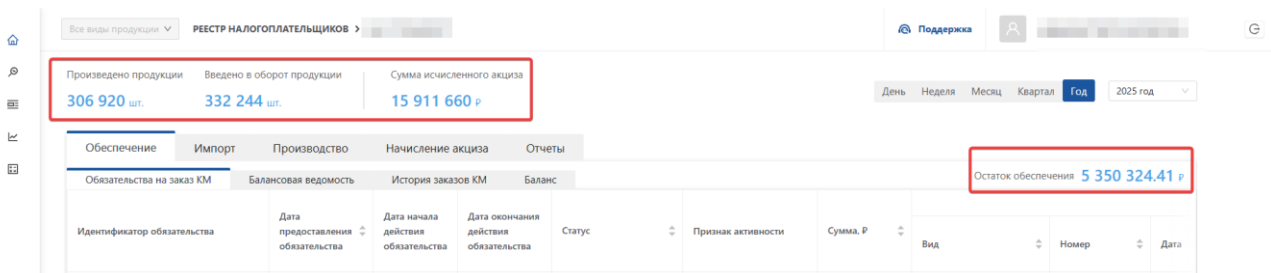 Все виды продукции РЕЕСТР НАЛОГОПЛАТЕЛЬЩИКОВ > Поддержка
Произведено продукции Введено в оборот продукции Сумма исчисленного акциза
306 920 шт. 332 244 шт. 15 911 660 ₽
День Неделя Месяц Квартал Год 2025 год
Обеспечение Импорт Производство Начисление акциза Отчеты
Обязательства на заказ КМ Балансовая ведомость История заказов КМ Баланс
Остаток обеспечения 5 350 324.41 ₽
Идентификатор обязательства
Дата
предоставления
обязательства
Дата начала
действия
обязательства
Дата окончания
действия
обязательства
Статус
Признак активности
Сумма, ₽
Вид
Номер
Дата